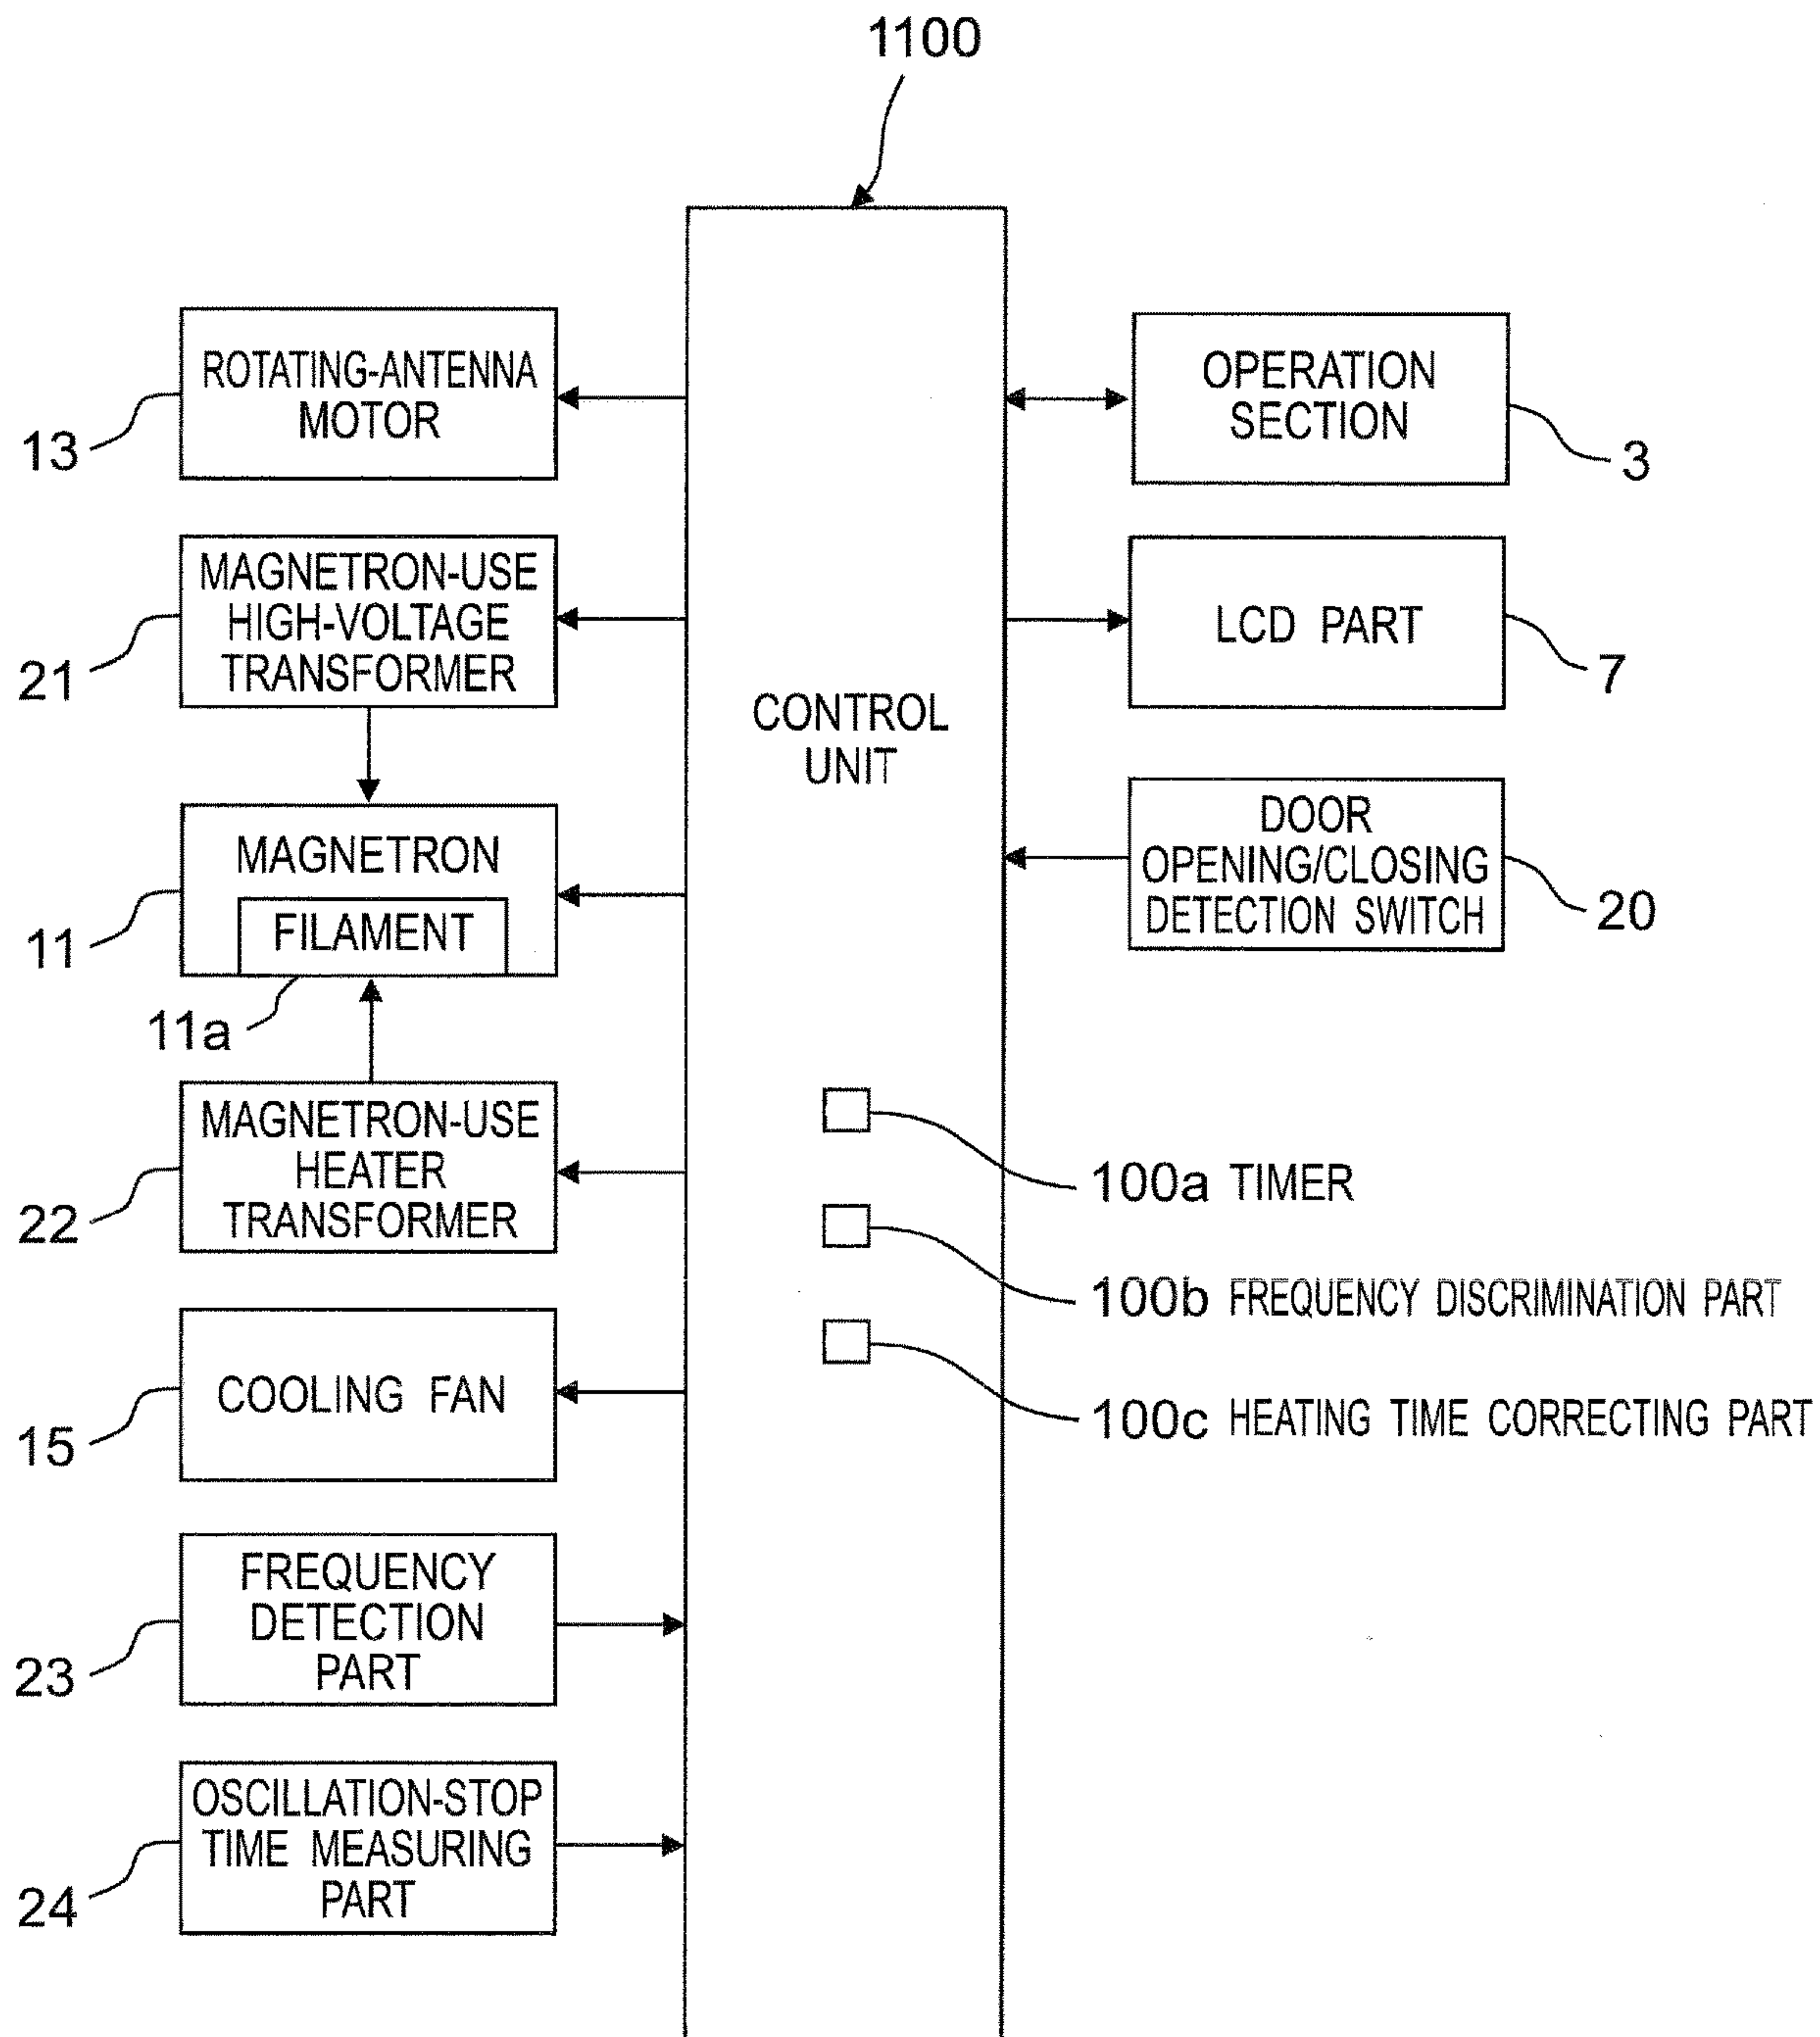 1100
ROTATING-ANTENNA
MOTOR
13
MAGNETRON-USE
HIGH-VOLTAGE
TRANSFORMER
21
MAGNETRON
FILAMENT
11
11a
MAGNETRON-USE
HEATER
TRANSFORMER
22
COOLING FAN
15
FREQUENCY
DETECTION
PART
23
OSCILLATION-STOP
TIME MEASURING
PART
24
CONTROL
UNIT
OPERATION
SECTION
3
LCD PART
7
DOOR
OPENING/CLOSING
DETECTION SWITCH
20
100a TIMER
100b FREQUENCY DISCRIMINATION PART
100c HEATING TIME CORRECTING PART